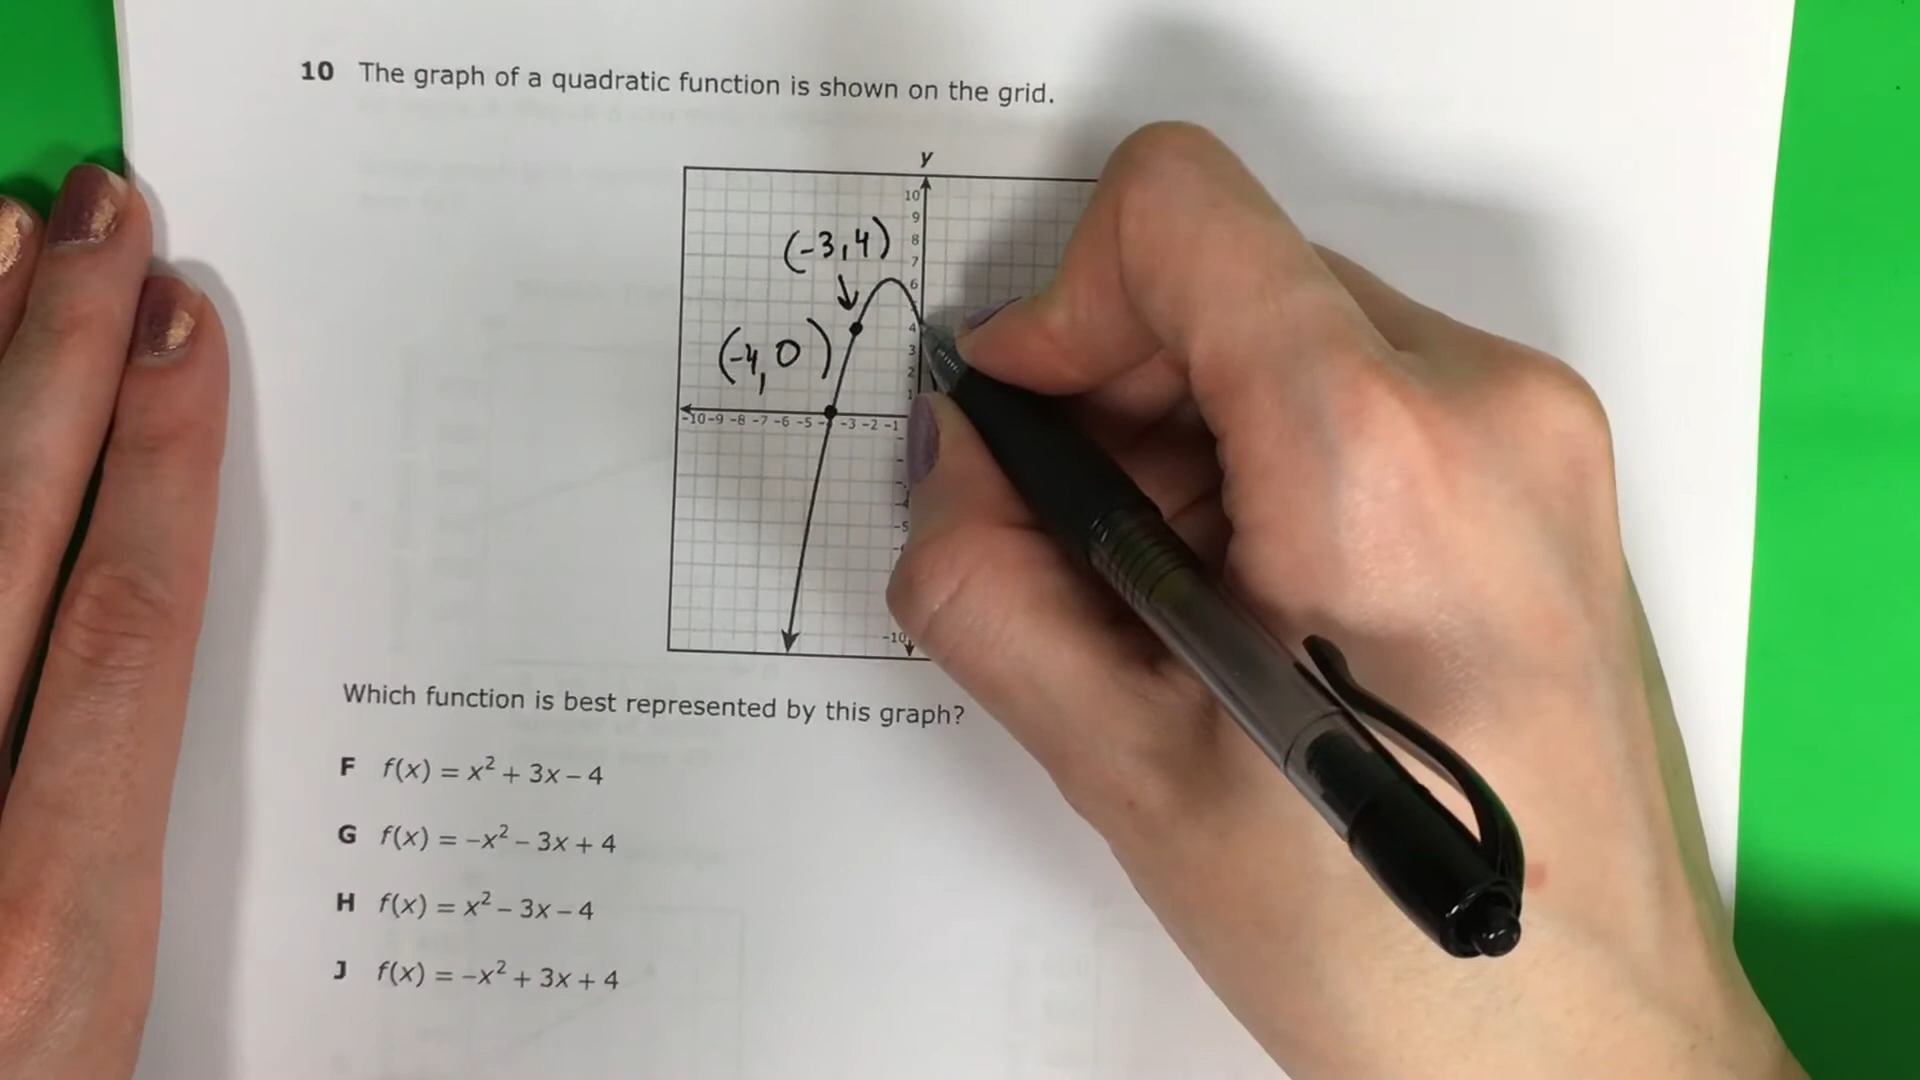 10 The graph of a quadratic function is shown on the grid.
y
10
9
8
7
6
4
3
2
1
(-3,4)
(-4,0)
-10 -9 -8 -7 -6 -5 -3 -2 -1
-4
-5
-10
Which function is best represented by this graph?
F f(x) = x² + 3x – 4
G f(x) = –x² – 3x + 4
H f(x) = x² – 3x – 4
J f(x) = –x² + 3x + 4